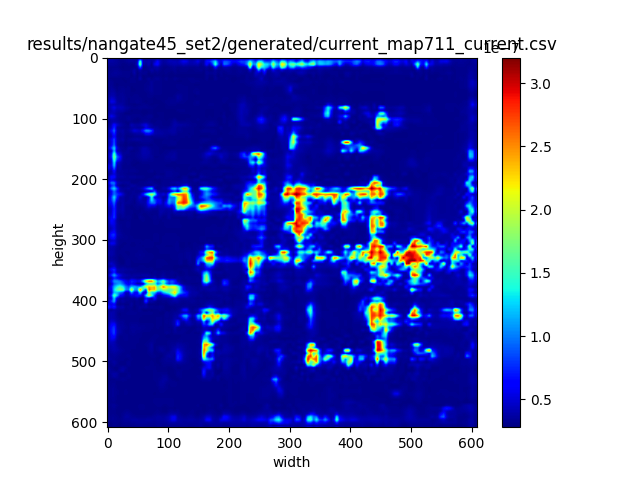 results/nangate45_set2/generated/current_map711_current.csv
1e−7
0
100
200
300
400
500
600
height
0 100 200 300 400 500 600
width
3.0
2.5
2.0
1.5
1.0
0.5